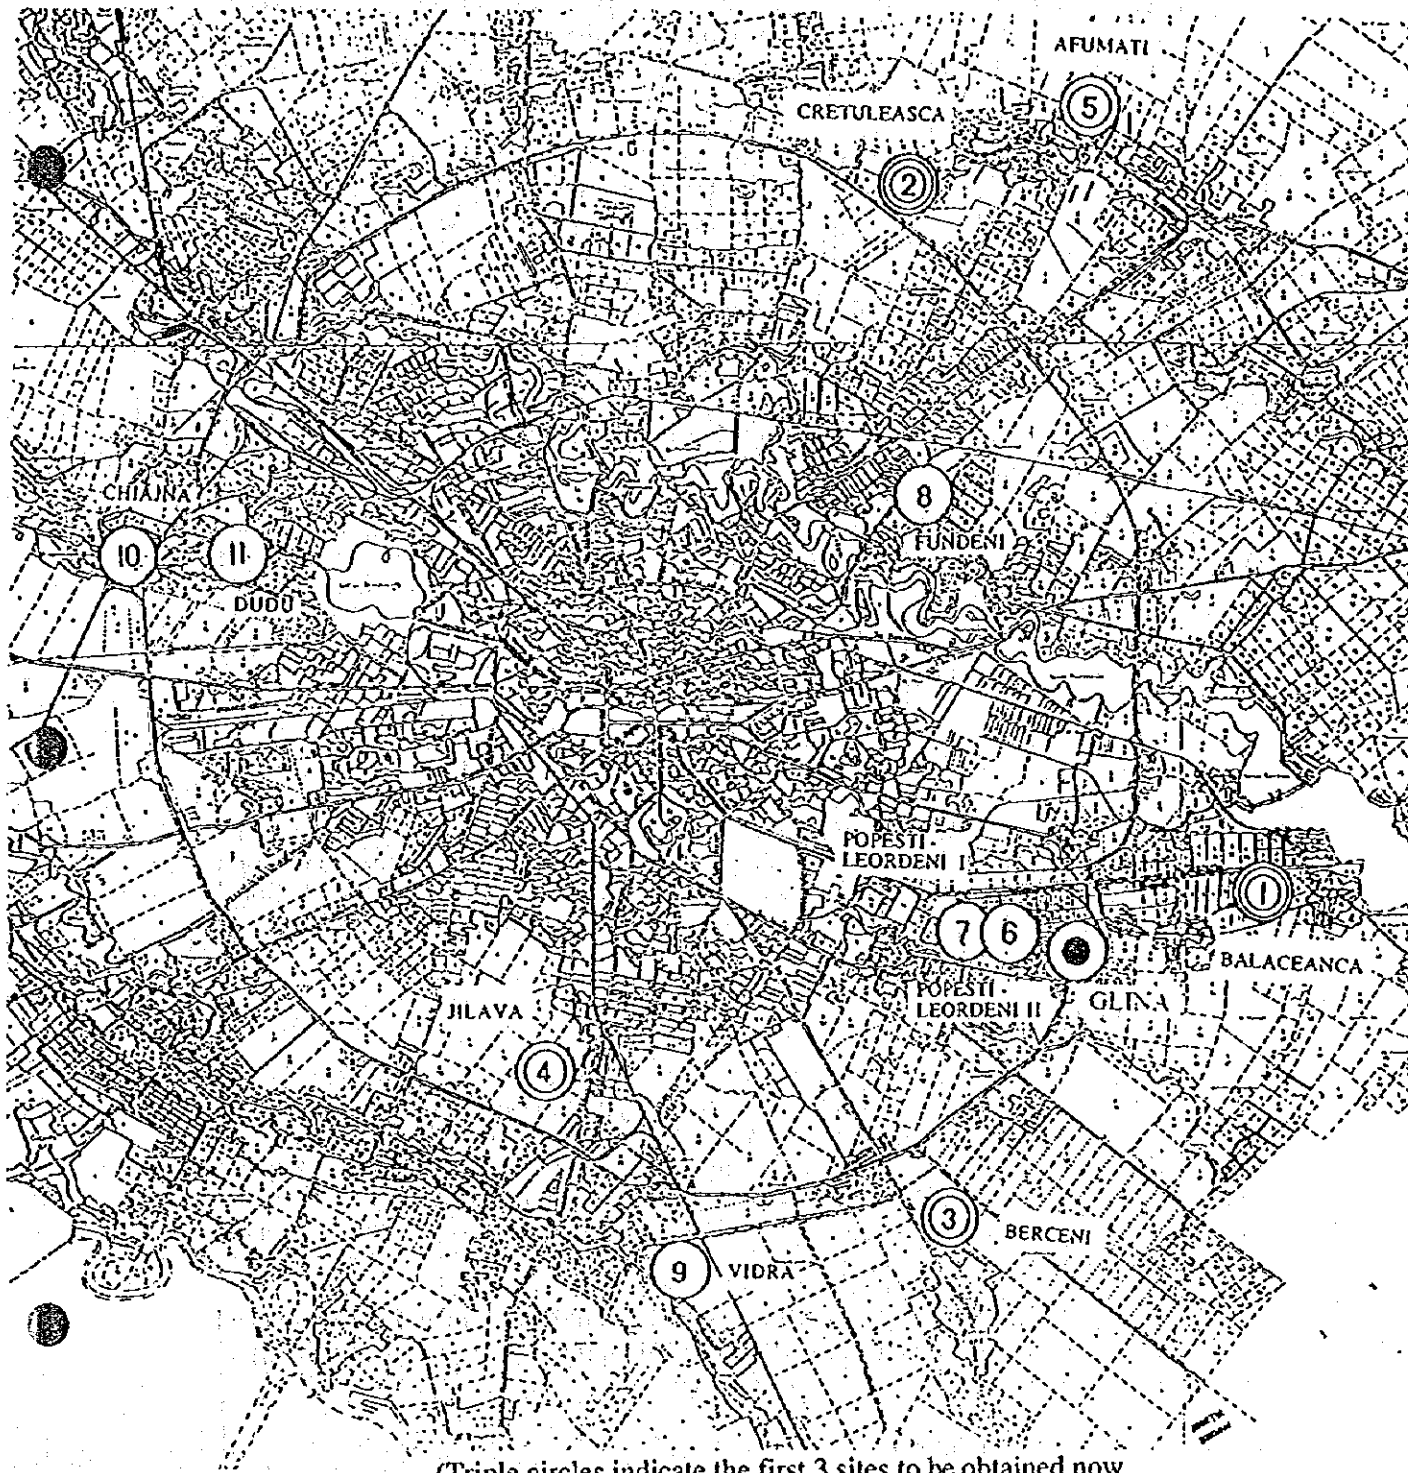 AFUMATI
5
CRETULEASCA
2
CHIAJNA
8
FUNDENI
10
11
DUDU
POPESTI-
LEORDENI I
1
7
6
BALACEANCA
POPESTI-
LEORDENI II
GLINA
JILAVA
4
3
BERCENI
9
VIDRA
(Triple circles indicate the first 3 sites to be obtained now